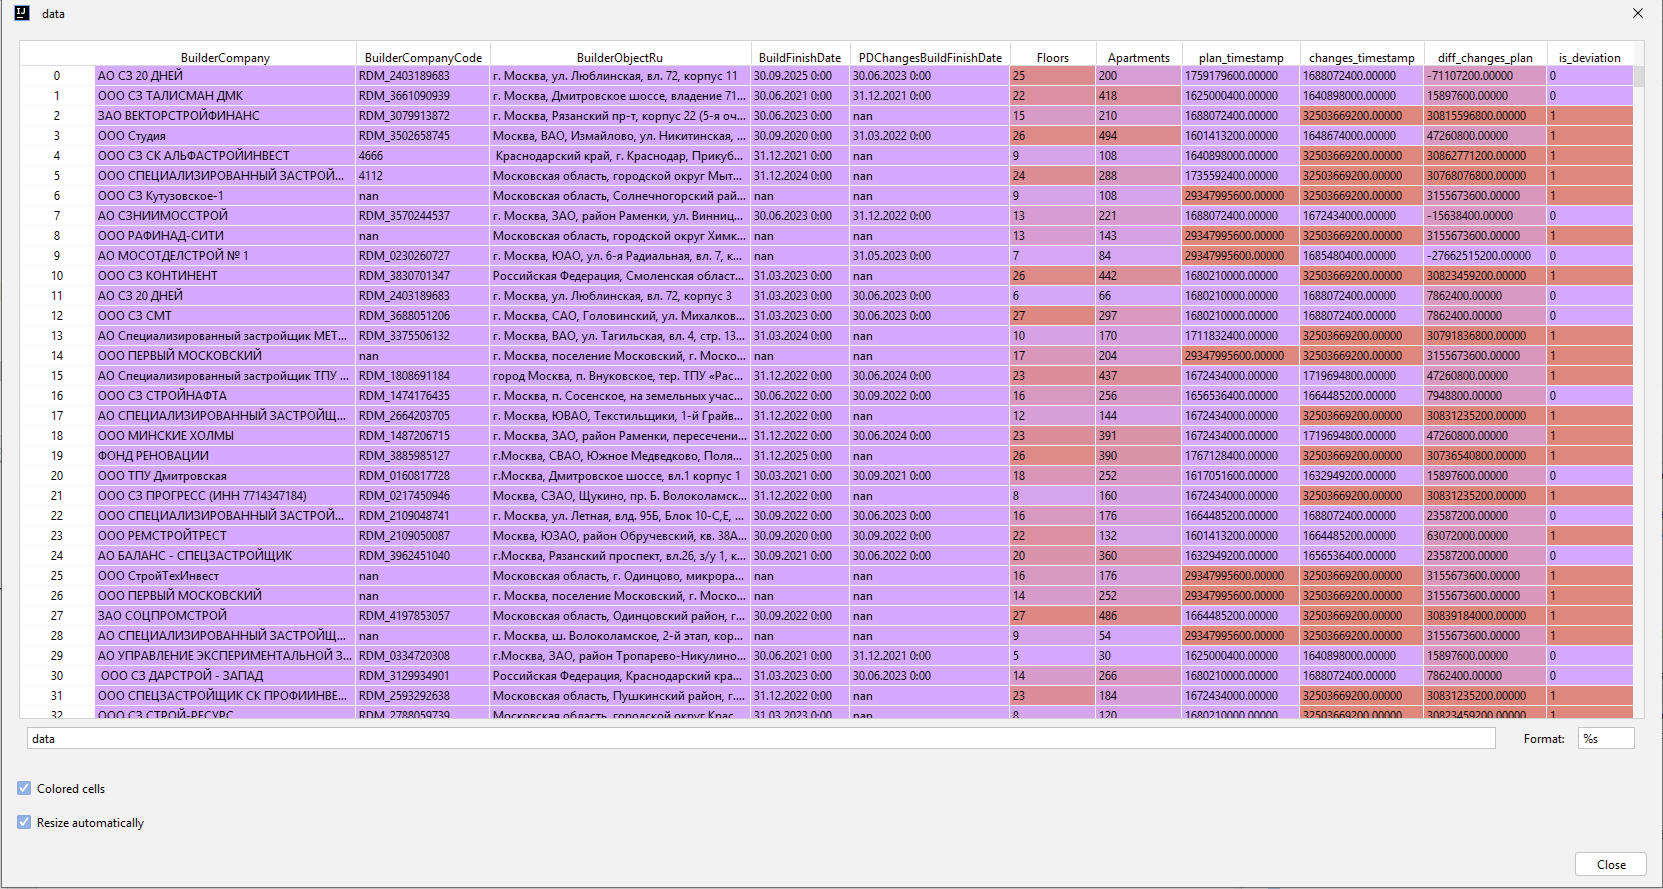 data
BuilderCompany BuilderCompanyCode BuilderObjectRu BuildFinishDate PDChangesBuildFinishDate Floors Apartments plan_timestamp changes_timestamp diff_changes_plan is_deviation
0 АО СЗ 20 ДНЕЙ RDM_2403189683 г. Москва, ул. Люблинская, вл. 72, корпус 11 30.09.2025 0:00 30.06.2023 0:00 25 200 1759179600.00000 1688072400.00000 -71107200.00000 0
1 ООО СЗ ТАЛИСМАН ДМК RDM_3661090939 г. Москва, Дмитровское шоссе, владение 71... 30.06.2021 0:00 31.12.2021 0:00 22 418 1625000400.00000 1640898000.00000 15897600.00000 0
2 ЗАО ВЕКТОРСТРОЙФИНАНС RDM_3079913872 г. Москва, Рязанский пр-т, корпус 22 (5-я оч... 30.06.2023 0:00 nan 15 210 1688072400.00000 32503669200.00000 30815596800.00000 1
3 ООО Студия RDM_3502658745 Москва, ВАО, Измайлово, ул. Никитинская, ... 30.09.2020 0:00 31.03.2022 0:00 26 494 1601413200.00000 1648674000.00000 47260800.00000 1
4 ООО СЗ СК АЛЬФАСТРОЙИНВЕСТ 4666 Краснодарский край, г. Краснодар, Прикуб... 31.12.2021 0:00 nan 9 108 1640898000.00000 32503669200.00000 30862771200.00000 1
5 ООО СПЕЦИАЛИЗИРОВАННЫЙ ЗАСТРОЙ... 4112 Московская область, городской округ Мыт... 31.12.2024 0:00 nan 24 288 1735592400.00000 32503669200.00000 30768076800.00000 1
6 ООО СЗ Кутузовское-1 nan Московская область, Солнечногорский рай... nan nan 9 108 29347995600.00000 32503669200.00000 3155673600.00000 1
7 АО СЗНИИМОССТРОЙ RDM_3570244537 г. Москва, ЗАО, район Раменки, ул. Винниц... 30.06.2023 0:00 31.12.2022 0:00 13 221 1688072400.00000 1672434000.00000 -15638400.00000 0
8 ООО РАФИНАД-СИТИ nan Московская область, городской округ Химк... nan nan 13 143 29347995600.00000 32503669200.00000 3155673600.00000 1
9 АО МОСОТДЕЛСТРОЙ № 1 RDM_0230260727 г. Москва, ЮАО, ул. 6-я Радиальная, вл. 7, к... nan 31.05.2023 0:00 7 84 29347995600.00000 1685480400.00000 -27662515200.00000 0
10 ООО СЗ КОНТИНЕНТ RDM_3830701347 Российская Федерация, Смоленская област... 31.03.2023 0:00 nan 26 442 1680210000.00000 32503669200.00000 30823459200.00000 1
11 АО СЗ 20 ДНЕЙ RDM_2403189683 г. Москва, ул. Люблинская, вл. 72, корпус 3 31.03.2023 0:00 30.06.2023 0:00 6 66 1680210000.00000 1688072400.00000 7862400.00000 0
12 ООО СЗ СМТ RDM_3688051206 г. Москва, САО, Головинский, ул. Михалков... 31.03.2023 0:00 30.06.2023 0:00 27 297 1680210000.00000 1688072400.00000 7862400.00000 0
13 АО Специализированный застройщик МЕТ... RDM_3375506132 г. Москва, ВАО, ул. Тагильская, вл. 4, стр. 13... 31.03.2024 0:00 nan 10 170 1711832400.00000 32503669200.00000 30791836800.00000 1
14 ООО ПЕРВЫЙ МОСКОВСКИЙ nan г. Москва, поселение Московский, г. Моско... nan nan 17 204 29347995600.00000 32503669200.00000 3155673600.00000 1
15 АО Специализированный застройщик ТПУ ... RDM_1808691184 город Москва, п. Внуковское, тер. ТПУ «Рас... 31.12.2022 0:00 30.06.2024 0:00 23 437 1672434000.00000 1719694800.00000 47260800.00000 1
16 ООО СЗ СТРОЙНАФТА RDM_1474176435 г. Москва, п. Сосенское, на земельных учас... 30.06.2022 0:00 30.09.2022 0:00 16 256 1656536400.00000 1664485200.00000 7948800.00000 0
17 АО СПЕЦИАЛИЗИРОВАННЫЙ ЗАСТРОЙЩ... RDM_2664203705 г. Москва, ЮВАО, Текстильщики, 1-й Грайв... 31.12.2022 0:00 nan 12 144 1672434000.00000 32503669200.00000 30831235200.00000 1
18 ООО МИНСКИЕ ХОЛМЫ RDM_1487206715 г. Москва, ЗАО, район Раменки, пересечени... 31.12.2022 0:00 30.06.2024 0:00 23 391 1672434000.00000 1719694800.00000 47260800.00000 1
19 ФОНД РЕНОВАЦИИ RDM_3885985127 г.Москва, СВАО, Южное Медведково, Поля... 31.12.2025 0:00 nan 26 390 1767128400.00000 32503669200.00000 30736540800.00000 1
20 ООО ТПУ Дмитровская RDM_0160817728 г.Москва, Дмитровское шоссе, вл.1 корпус 1 30.03.2021 0:00 30.09.2021 0:00 18 252 1617051600.00000 1632949200.00000 15897600.00000 0
21 ООО СЗ ПРОГРЕСС (ИНН 7714347184) RDM_0217450946 Москва, СЗАО, Щукино, пр. Б. Волоколамск... 31.12.2022 0:00 nan 8 160 1672434000.00000 32503669200.00000 30831235200.00000 1
22 ООО СПЕЦИАЛИЗИРОВАННЫЙ ЗАСТРОЙ... RDM_2109048741 г. Москва, ул. Летная, влд. 95Б, Блок 10-С,Е, ... 30.09.2022 0:00 30.06.2023 0:00 16 176 1664485200.00000 1688072400.00000 23587200.00000 0
23 ООО РЕМСТРОЙТРЕСТ RDM_2109050087 Москва, ЮЗАО, район Обручевский, кв. 38А... 30.09.2020 0:00 30.09.2022 0:00 22 132 1601413200.00000 1664485200.00000 63072000.00000 1
24 АО БАЛАНС - СПЕЦЗАСТРОЙЩИК RDM_3962451040 г.Москва, Рязанский проспект, вл.26, з/у 1, к... 30.09.2021 0:00 30.06.2022 0:00 20 360 1632949200.00000 1656536400.00000 23587200.00000 0
25 ООО СтройТехИнвест nan Московская область, г. Одинцово, микрора... nan nan 16 176 29347995600.00000 32503669200.00000 3155673600.00000 1
26 ООО ПЕРВЫЙ МОСКОВСКИЙ nan г. Москва, поселение Московский, г. Моско... nan nan 14 252 29347995600.00000 32503669200.00000 3155673600.00000 1
27 ЗАО СОЦПРОМСТРОЙ RDM_4197853057 Московская область, Одинцовский район, г... 30.09.2022 0:00 nan 27 486 1664485200.00000 32503669200.00000 30839184000.00000 1
28 АО СПЕЦИАЛИЗИРОВАННЫЙ ЗАСТРОЙЩ... nan г. Москва, ш. Волоколамское, 2-й этап, кор... nan nan 9 54 29347995600.00000 32503669200.00000 3155673600.00000 1
29 АО УПРАВЛЕНИЕ ЭКСПЕРИМЕНТАЛЬНОЙ З... RDM_0334720308 г.Москва, ЗАО, район Тропарево-Никулино... 30.06.2021 0:00 31.12.2021 0:00 5 30 1625000400.00000 1640898000.00000 15897600.00000 0
30 ООО СЗ ДАРСТРОЙ - ЗАПАД RDM_3129934901 Российская Федерация, Краснодарский кра... 31.03.2023 0:00 30.06.2023 0:00 14 266 1680210000.00000 1688072400.00000 7862400.00000 0
31 ООО СПЕЦЗАСТРОЙЩИК СК ПРОФИИНВЕ... RDM_2593292638 Московская область, Пушкинский район, г.... 31.12.2022 0:00 nan 23 184 1672434000.00000 32503669200.00000 30831235200.00000 1
32 ООО СЗ СТРОЙ-РЕСУРС RDM_2788059739 Московская область, городской округ Крас... 31.03.2023 0:00 nan 8 120 1680210000.00000 32503669200.00000 30823459200.00000 1
data Format: %s
Colored cells
Resize automatically
Close